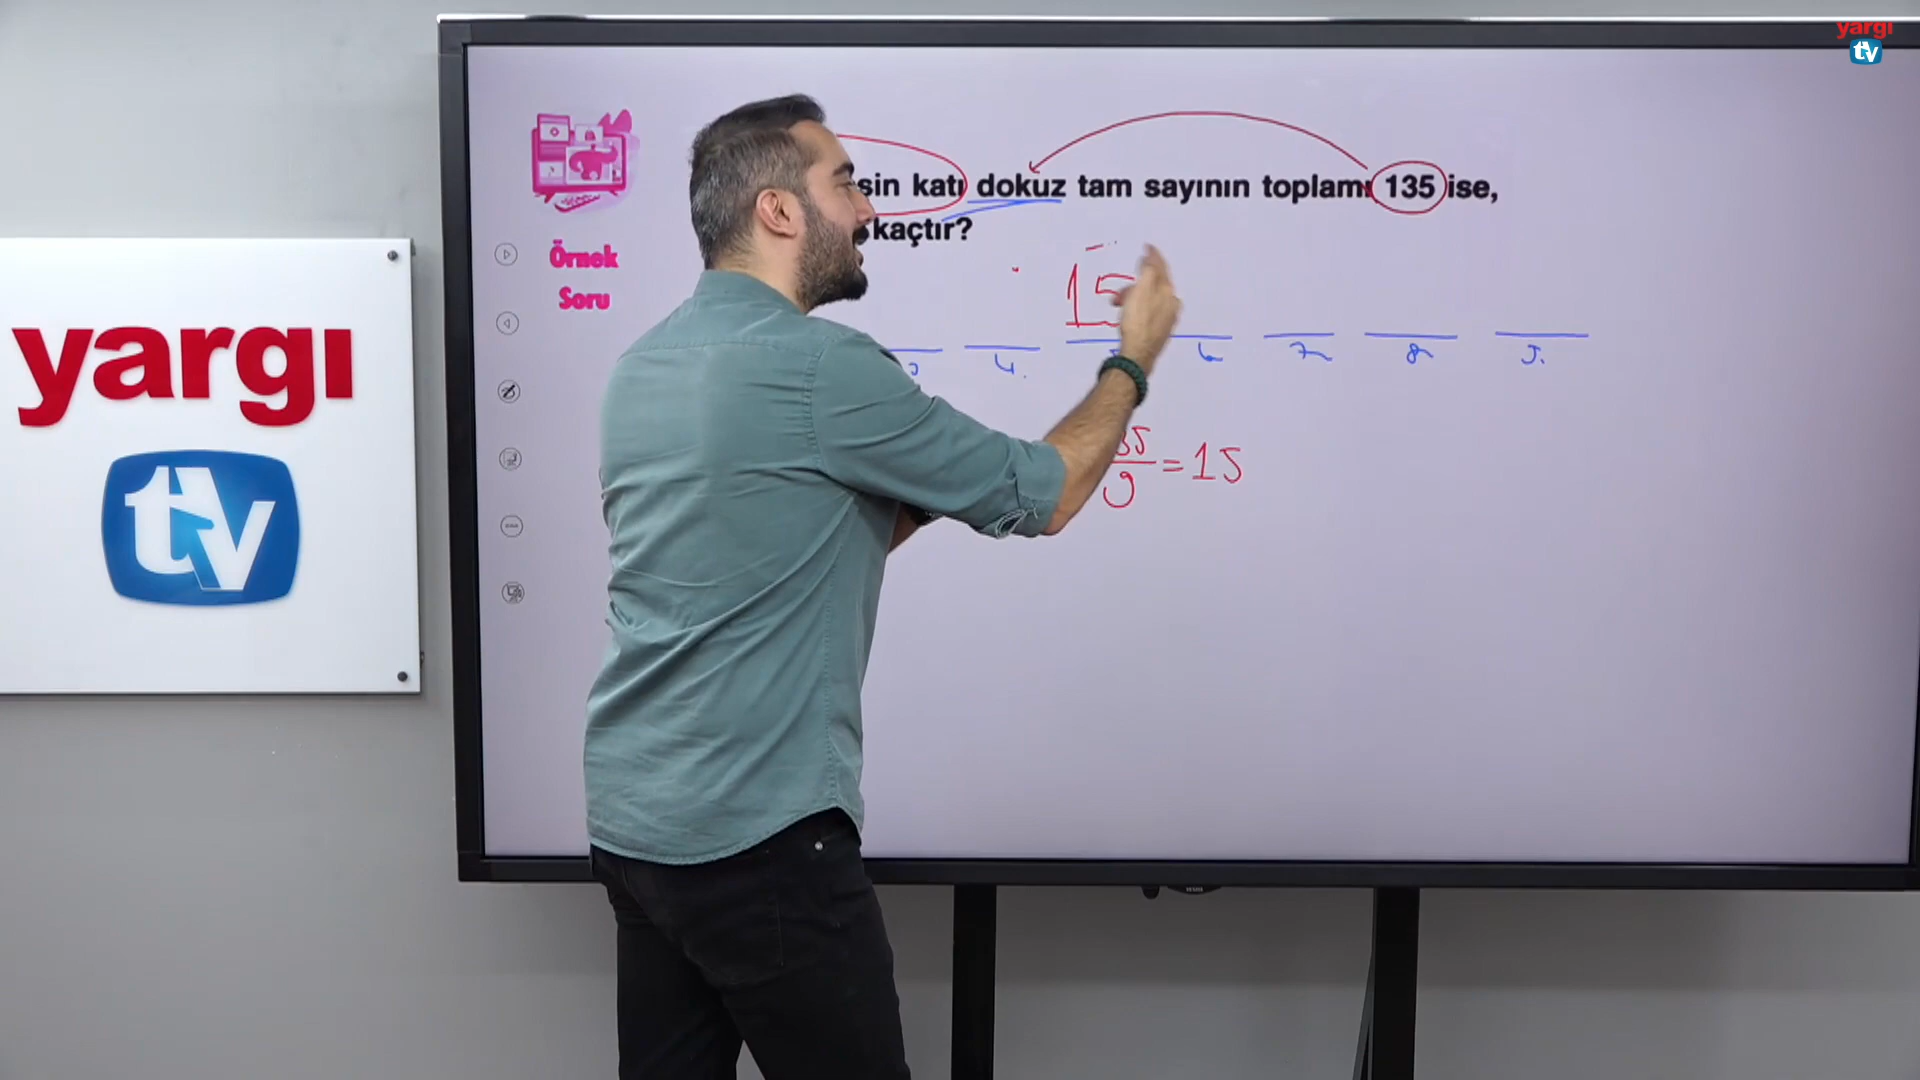 yargı
tv
sin katı dokuz tam sayının toplamı 135 ise,
kaçtır?
Örnek
Soru
15
4. 6 7 8 9.
= 15
9
yargı
tv